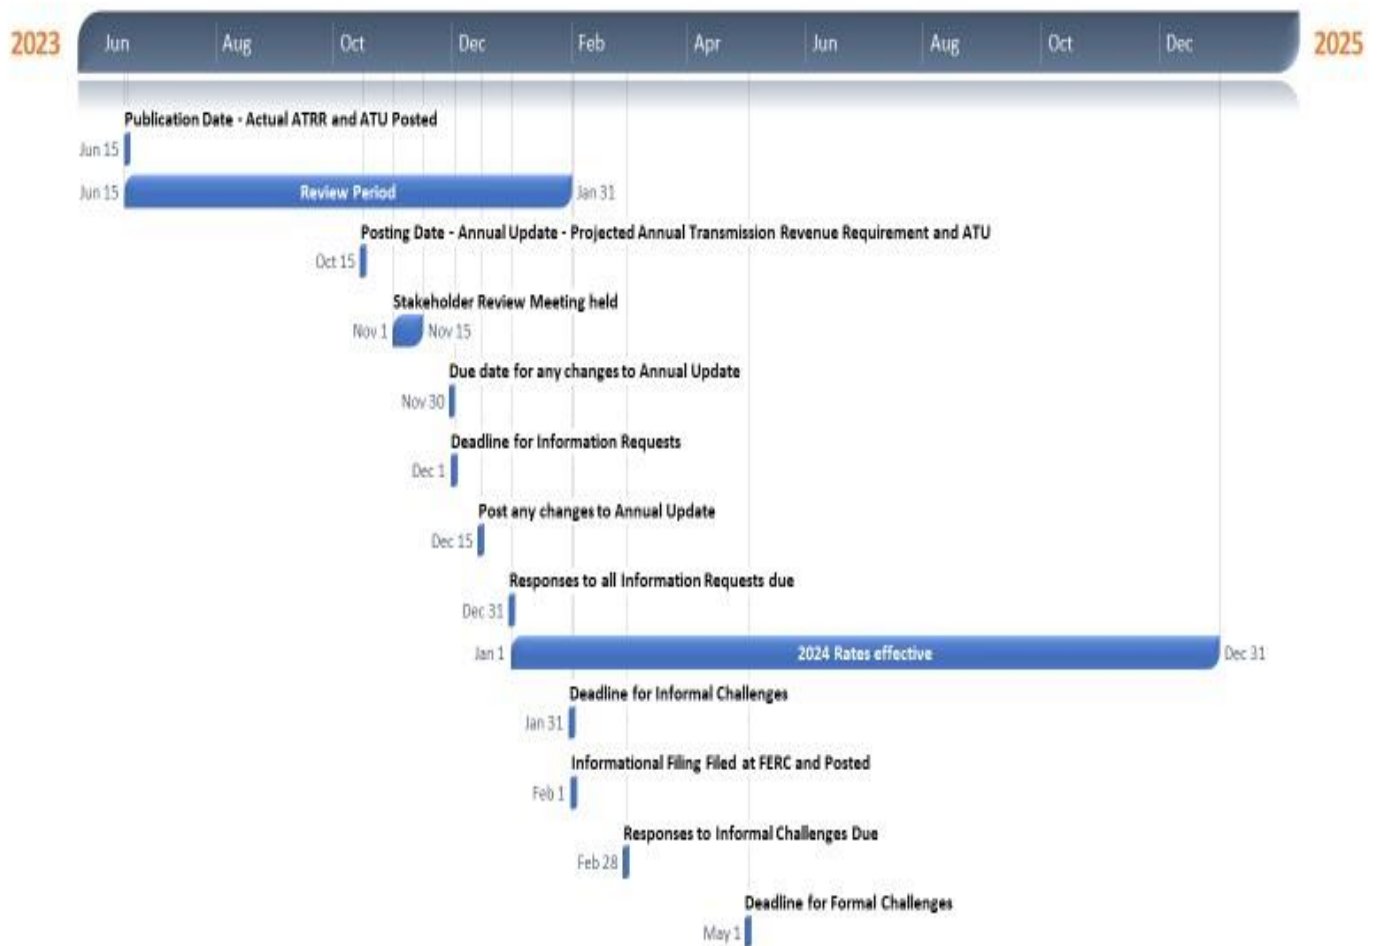 2023 Jun Aug Oct Dec Feb Apr Jun Aug Oct Dec 2025
Publication Date - Actual ATRR and ATU Posted
Jun 15
Jun 15 Review Period Jan 31
Posting Date - Annual Update - Projected Annual Transmission Revenue Requirement and ATU
Oct 15
Stakeholder Review Meeting held
Nov 1 Nov 15
Due date for any changes to Annual Update
Nov 30
Deadline for Information Requests
Dec 1
Post any changes to Annual Update
Dec 15
Responses to all Information Requests due
Dec 31
Jan 1 2024 Rates effective Dec 31
Deadline for Informal Challenges
Jan 31
Informational Filing Filed at FERC and Posted
Feb 1
Responses to Informal Challenges Due
Feb 28
Deadline for Formal Challenges
May 1